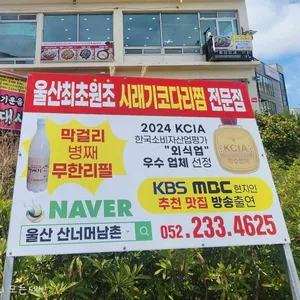 울산최초원조 시래기코다리찜 전문점
막걸리
병째
무한리필
2024 KCIA
한국소비자산업평가
"외식업"
우수 업체 선정
KCIA
NAVER
KBS MBC 현지인
추천 맛집 방송출연
울산 산너머남촌
052.233.4625